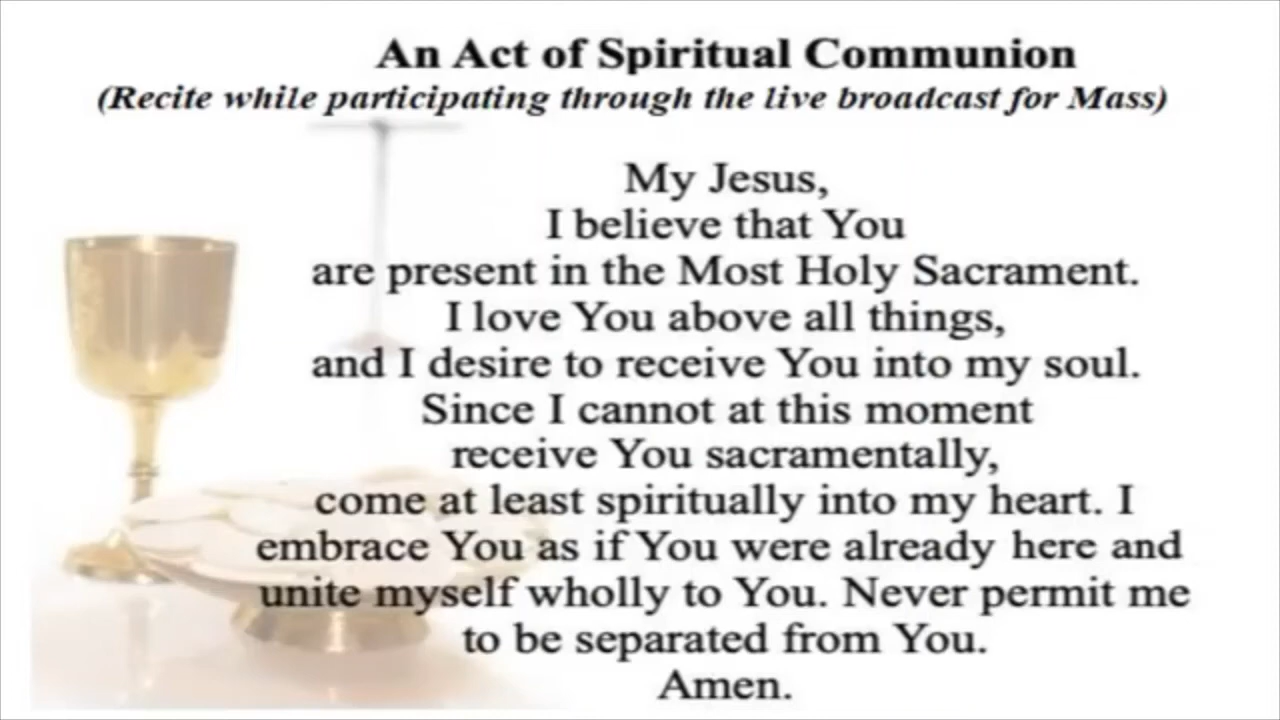 An Act of Spiritual Communion
(Recite while participating through the live broadcast for Mass)
My Jesus,
I believe that You
are present in the Most Holy Sacrament.
I love You above all things,
and I desire to receive You into my soul.
Since I cannot at this moment
receive You sacramentally,
come at least spiritually into my heart. I
embrace You as if You were already here and
unite myself wholly to You. Never permit me
to be separated from You.
Amen.